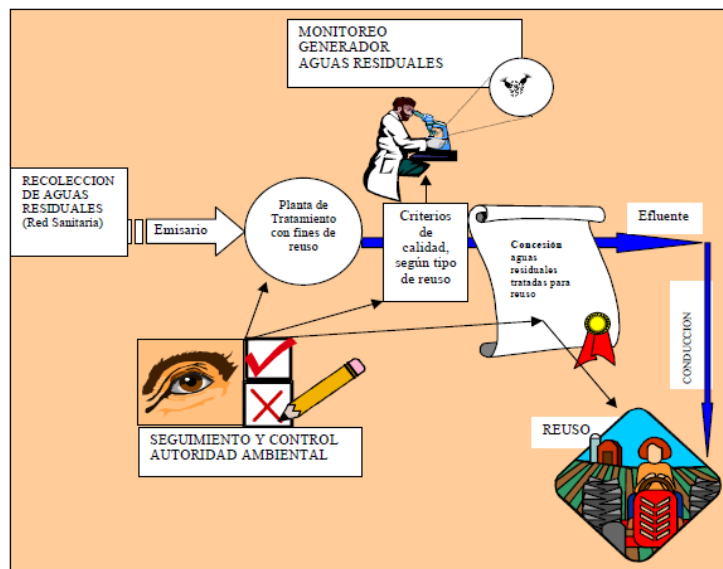 MONITOREO
GENERADOR
AGUAS RESIDUALES
RECOLECCION
DE AGUAS
RESIDUALES
(Red Sanitaria)
Emisario
Planta de
Tratamiento
con fines de
reuso
Criterios
de
calidad,
según tipo
de reuso
Concesión
aguas
residuales
tratadas para
reuso
Efluente
CONDUCCION
SEGUIMIENTO Y CONTROL
AUTORIDAD AMBIENTAL
REUSO